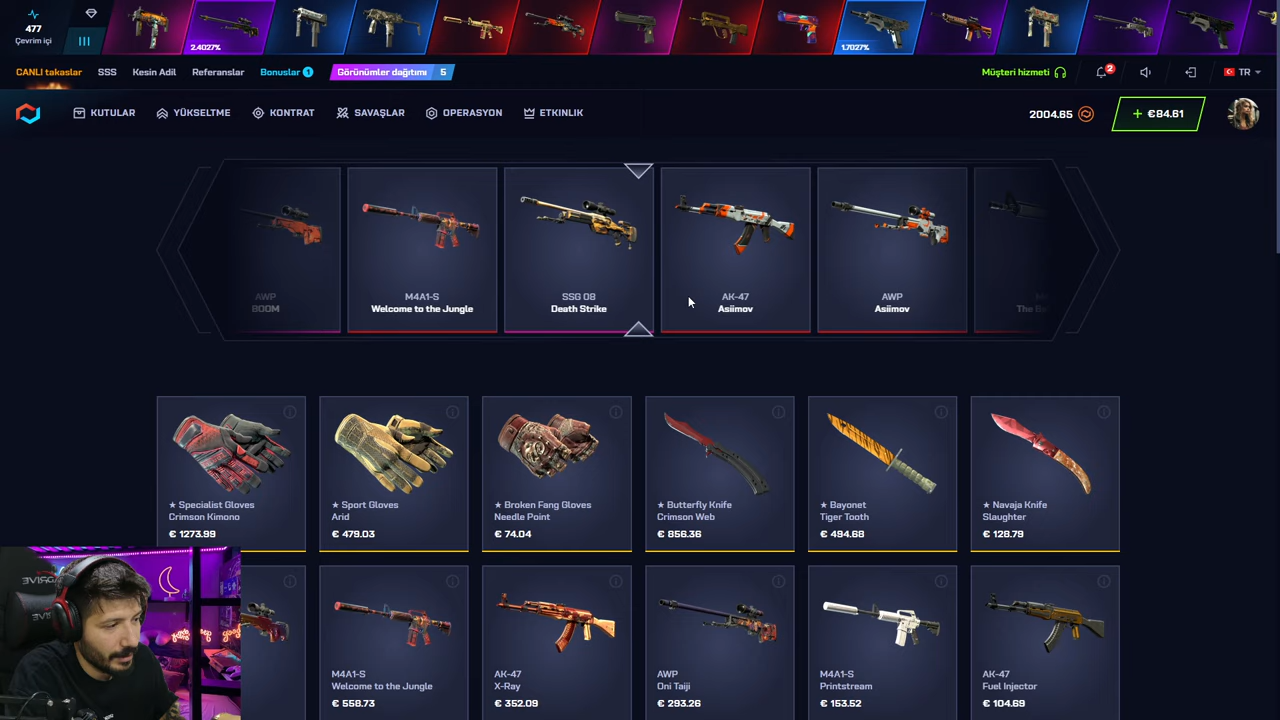 477
Çevrim içi
2.4027%
1.7027%
CANLI takaslar
SSS
Kesin Adil
Referanslar
Bonuslar 1
Görünümler dağıtımı 5
Müşteri hizmeti
2
TR
KUTULAR
YÜKSELTME
KONTRAT
SAVAŞLAR
OPERASYON
ETKINLIK
2004.65
+ €84.61
AWP
BOOM
M4A1-S
Welcome to the Jungle
SSG 08
Death Strike
AK-47
Asiimov
AWP
Asiimov
★ Specialist Gloves
Crimson Kimono
€ 1273.99
★ Sport Gloves
Arid
€ 479.03
★ Broken Fang Gloves
Needle Point
€ 74.04
★ Butterfly Knife
Crimson Web
€ 856.36
★ Bayonet
Tiger Tooth
€ 494.68
★ Navaja Knife
Slaughter
€ 128.79
M4A1-S
Welcome to the Jungle
€ 558.73
AK-47
X-Ray
€ 352.09
AWP
Oni Taiji
€ 293.26
M4A1-S
Printstream
€ 153.52
AK-47
Fuel Injector
€ 104.69